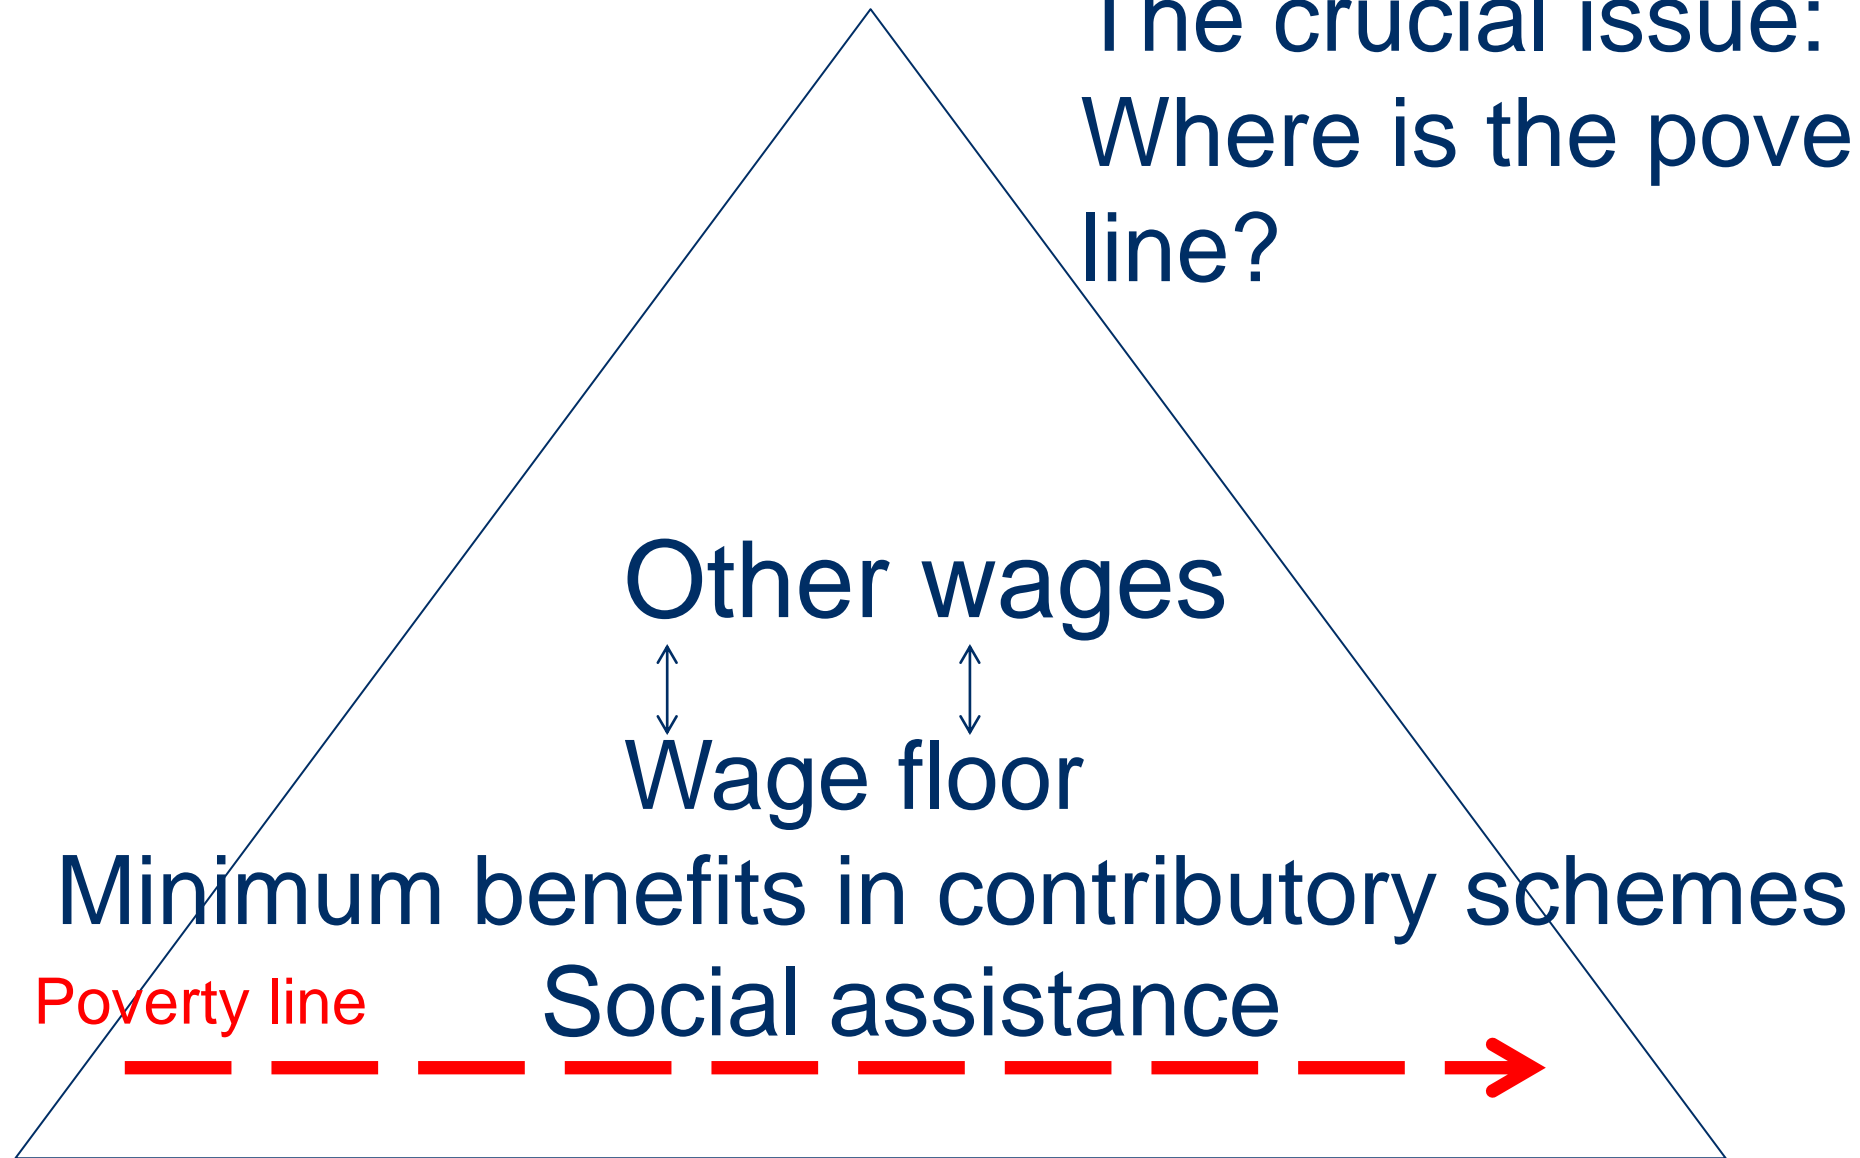 The crucial issue:
Where is the pove
line?
Other wages
Wage floor
Minimum benefits in contributory schemes
Poverty line
Social assistance